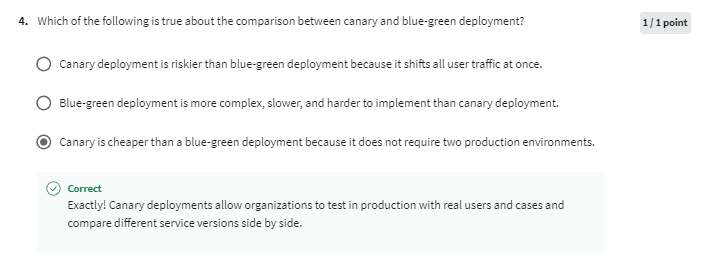 4. Which of the following is true about the comparison between canary and blue-green deployment?
1 / 1 point
Canary deployment is riskier than blue-green deployment because it shifts all user traffic at once.
Blue-green deployment is more complex, slower, and harder to implement than canary deployment.
Canary is cheaper than a blue-green deployment because it does not require two production environments.
Correct
Exactly! Canary deployments allow organizations to test in production with real users and cases and
compare different service versions side by side.